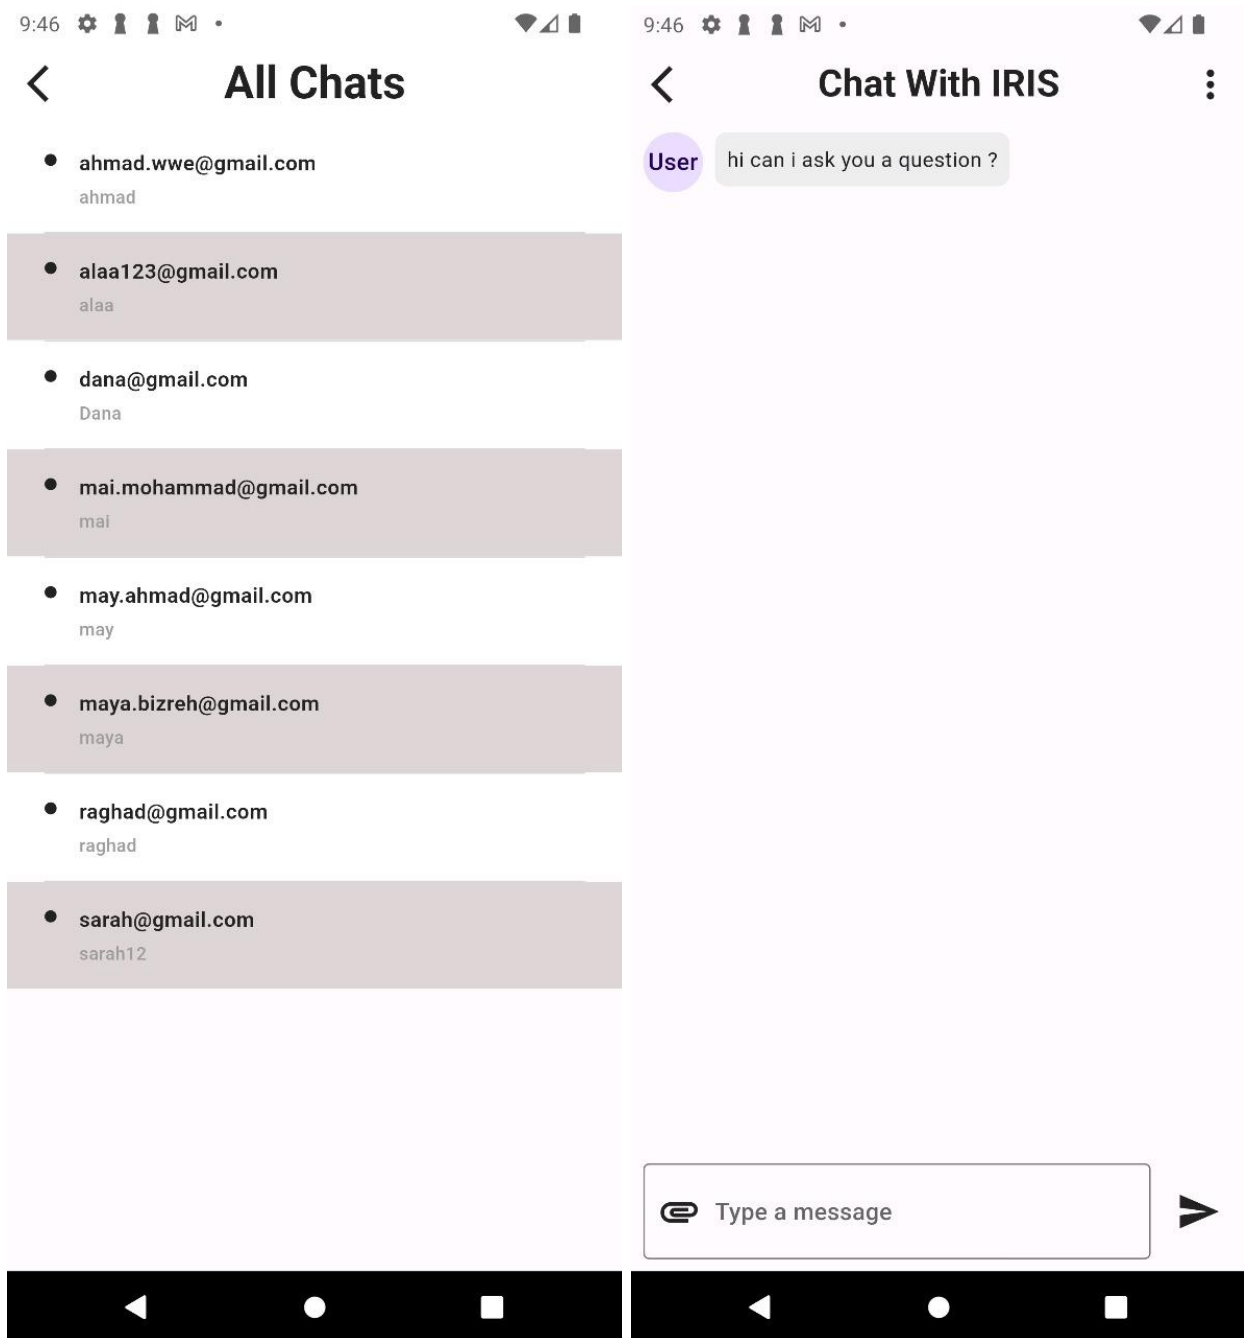 9:46
All Chats
ahmad.wwe@gmail.com
ahmad
alaa123@gmail.com
alaa
dana@gmail.com
Dana
mai.mohammad@gmail.com
mai
may.ahmad@gmail.com
may
maya.bizreh@gmail.com
maya
raghad@gmail.com
raghad
sarah@gmail.com
sarah12
9:46
Chat With IRIS
User
hi can i ask you a question ?
Type a message